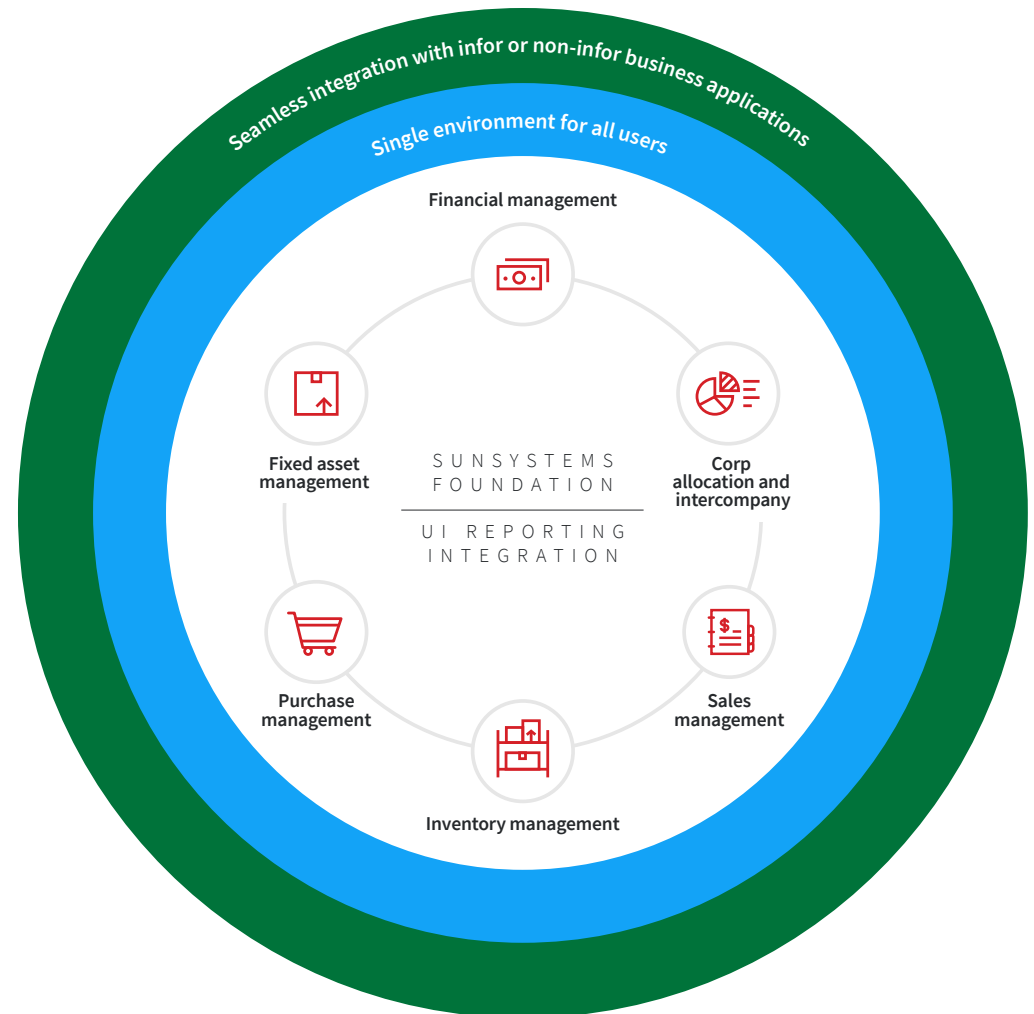 Seamless integration with infor or non-infor business applications
Single environment for all users
Financial management
Fixed asset
management
SUNSYSTEMS
FOUNDATION
UI REPORTING
INTEGRATION
Corp
allocation and
intercompany
$
Purchase
management
Sales
management
Inventory management